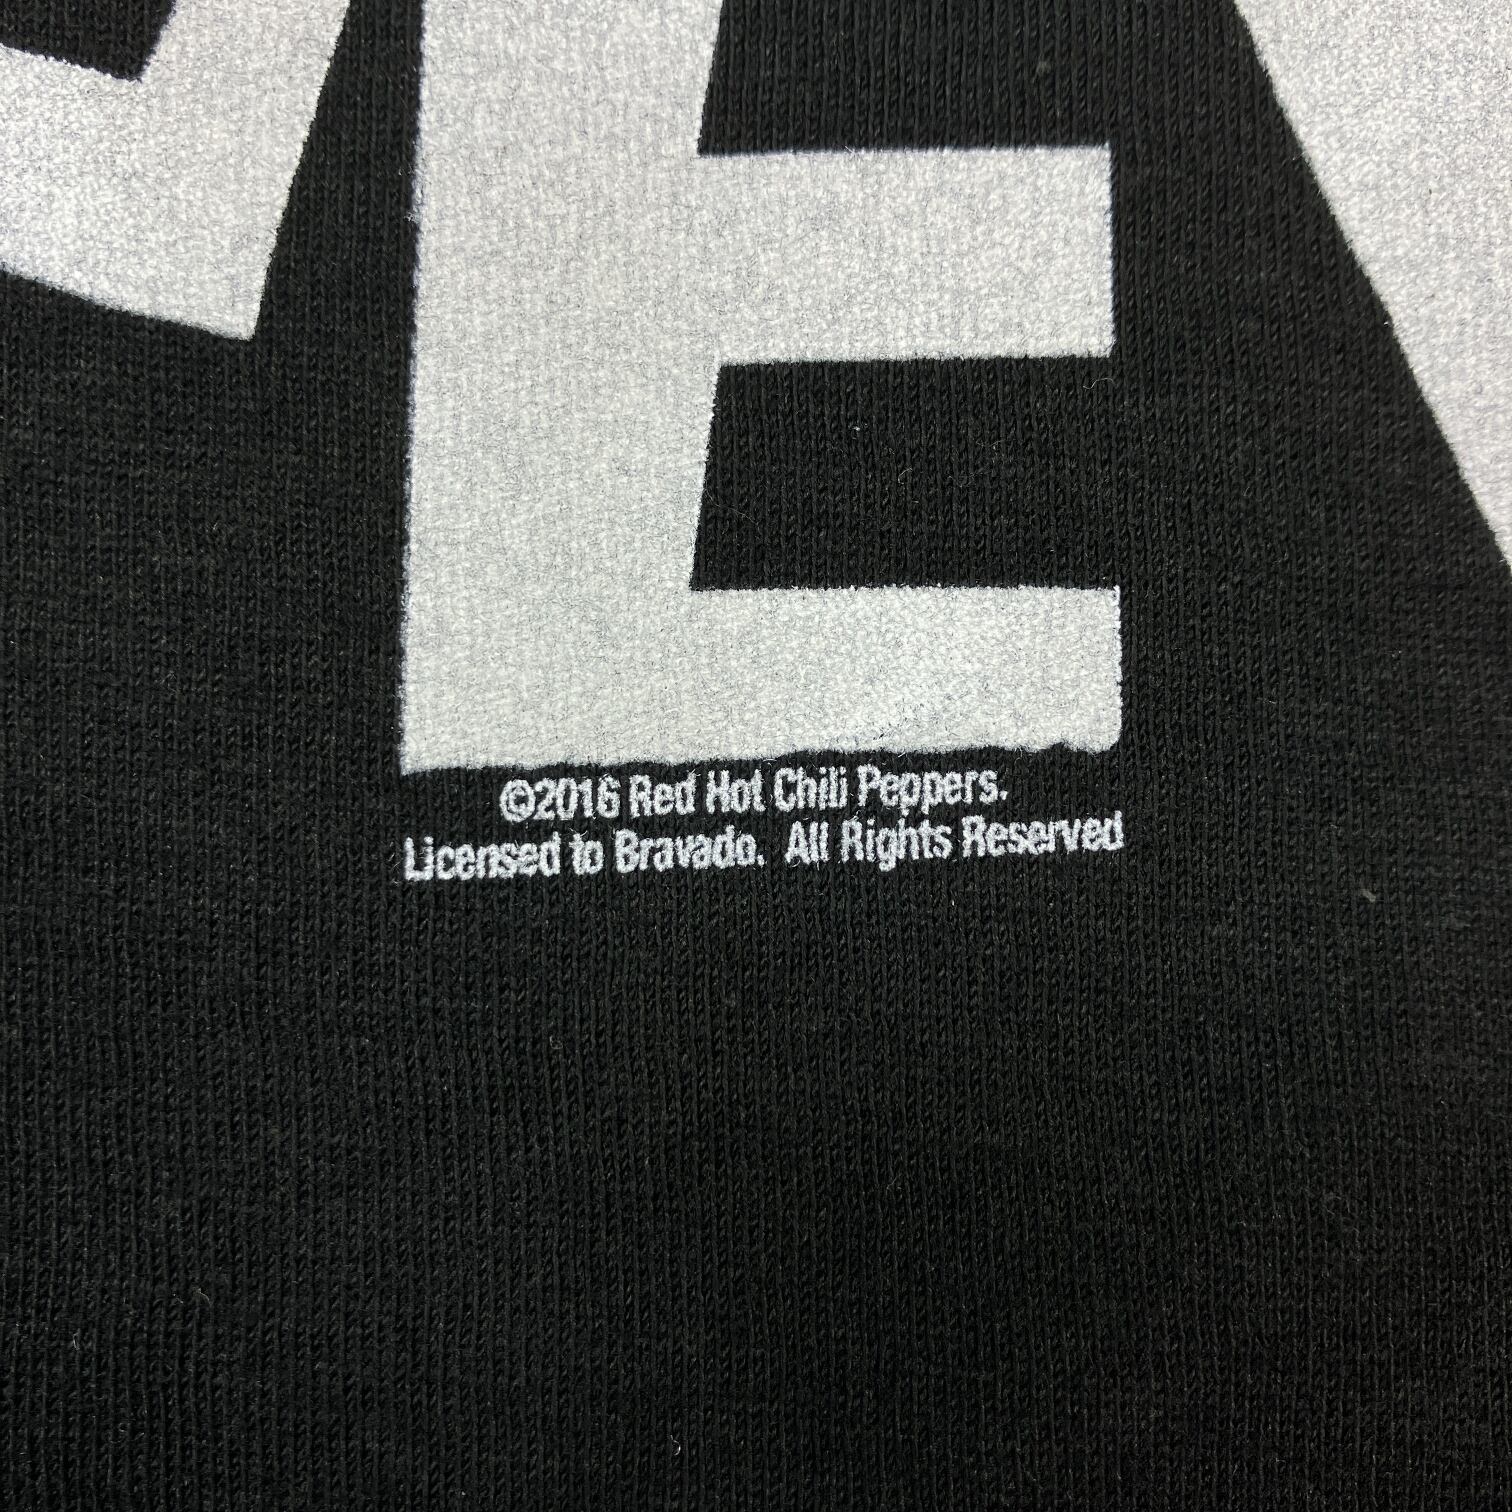 E
©2016 Red Hot Chili Peppers.
Licensed to Bravado. All Rights Reserved